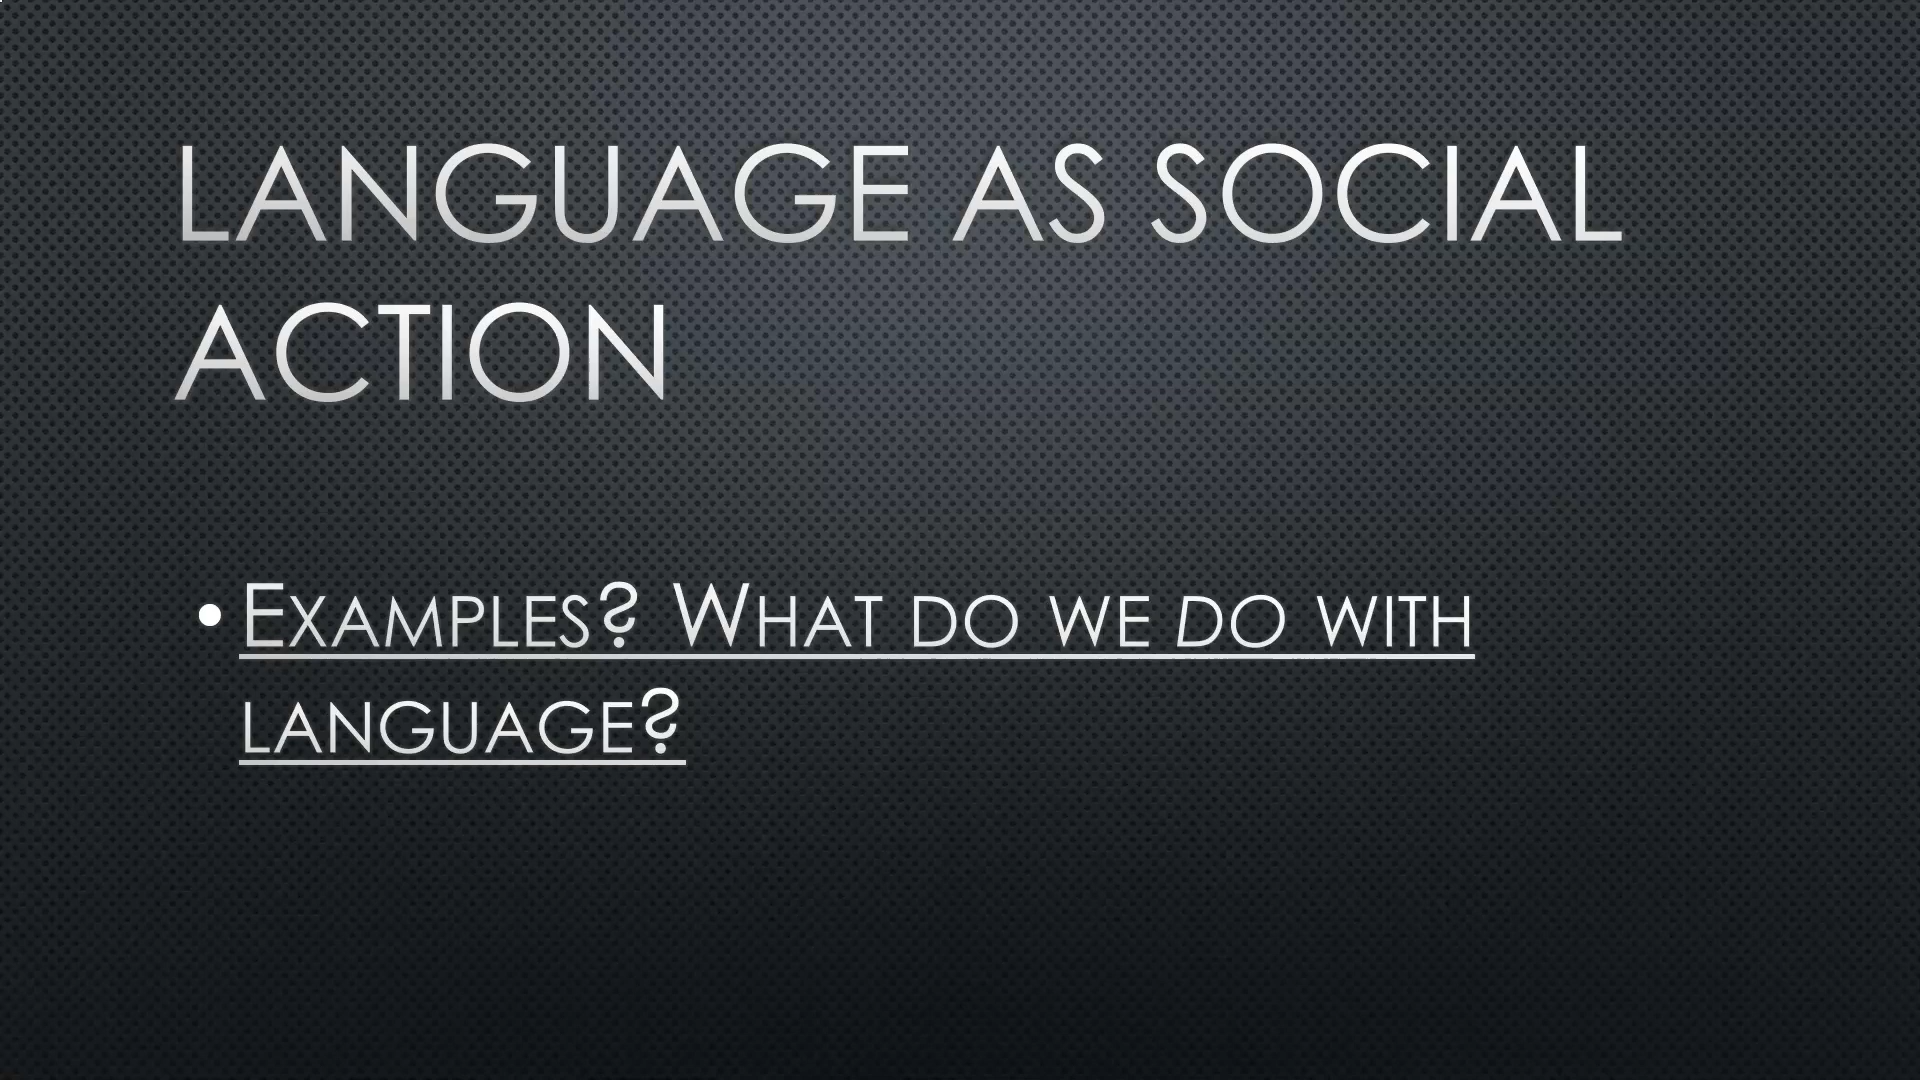 LANGUAGE AS SOCIAL
ACTION
• EXAMPLES? WHAT DO WE DO WITH
LANGUAGE?